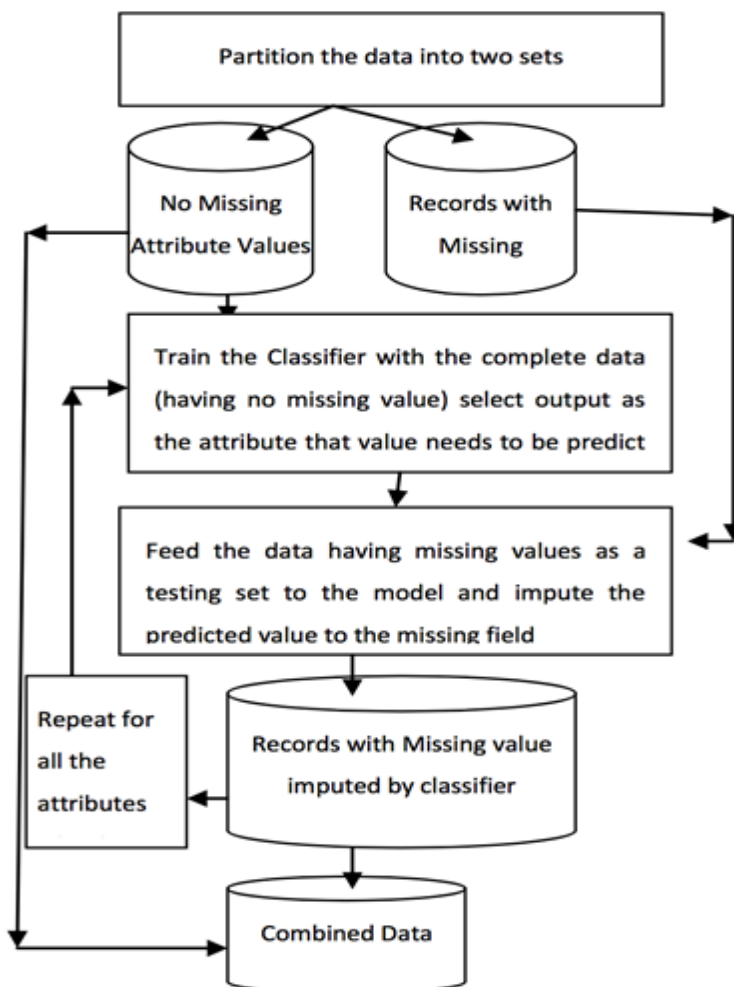 Partition the data into two sets
No Missing
Attribute Values
Records with
Missing
Train the Classifier with the complete data
(having no missing value) select output as
the attribute that value needs to be predict
Feed the data having missing values as a
testing set to the model and impute the
predicted value to the missing field
Records with Missing value
imputed by classifier
Repeat for
all the
attributes
Combined Data